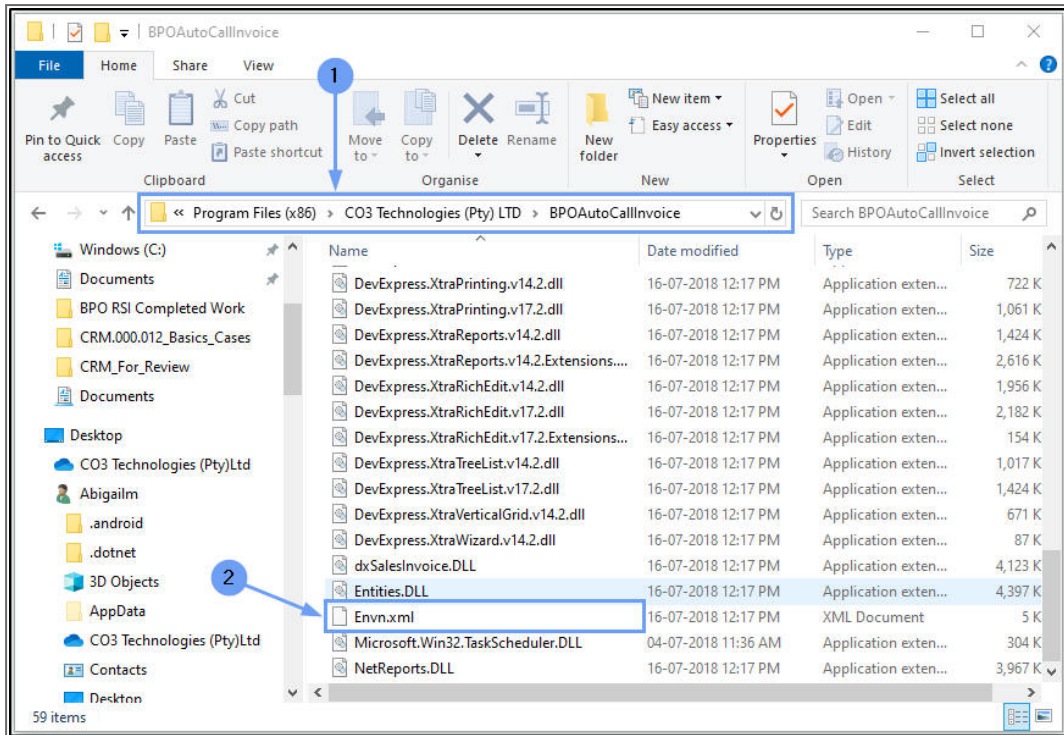 BPOAutoCallInvoice
File Home Share View
1
Pin to Quick access
Copy
Paste
Cut
Copy path
Paste shortcut
Move to
Copy to
Delete
Rename
New folder
New item
Easy access
Properties
Open
Edit
History
Select all
Select none
Invert selection
Clipboard Organise New Open Select
« Program Files (x86) > CO3 Technologies (Pty) LTD > BPOAutoCallInvoice
Search BPOAutoCallInvoice
Windows (C:)
Documents
BPO RSI Completed Work
CRM.000.012_Basics_Cases
CRM_For_Review
Documents
Desktop
CO3 Technologies (Pty)Ltd
Abigailm
.android
.dotnet
3D Objects
2
AppData
CO3 Technologies (Pty)Ltd
Contacts
Desktop
Name Date modified Type Size
DevExpress.XtraPrinting.v14.2.dll 16-07-2018 12:17 PM Application exten... 722 K
DevExpress.XtraPrinting.v17.2.dll 16-07-2018 12:17 PM Application exten... 1,061 K
DevExpress.XtraReports.v14.2.dll 16-07-2018 12:17 PM Application exten... 1,424 K
DevExpress.XtraReports.v14.2.Extensions.... 16-07-2018 12:17 PM Application exten... 2,616 K
DevExpress.XtraRichEdit.v14.2.dll 16-07-2018 12:17 PM Application exten... 1,956 K
DevExpress.XtraRichEdit.v17.2.dll 16-07-2018 12:17 PM Application exten... 2,182 K
DevExpress.XtraRichEdit.v17.2.Extensions... 16-07-2018 12:17 PM Application exten... 154 K
DevExpress.XtraTreeList.v14.2.dll 16-07-2018 12:17 PM Application exten... 1,017 K
DevExpress.XtraTreeList.v17.2.dll 16-07-2018 12:17 PM Application exten... 1,424 K
DevExpress.XtraVerticalGrid.v14.2.dll 16-07-2018 12:17 PM Application exten... 671 K
DevExpress.XtraWizard.v14.2.dll 16-07-2018 12:17 PM Application exten... 87 K
dxSalesInvoice.DLL 16-07-2018 12:17 PM Application exten... 4,123 K
Entities.DLL 16-07-2018 12:17 PM Application exten... 4,397 K
Envn.xml 16-07-2018 12:17 PM XML Document 5 K
Microsoft.Win32.TaskScheduler.DLL 04-07-2018 11:36 AM Application exten... 304 K
NetReports.DLL 16-07-2018 12:17 PM Application exten... 3,967 K
59 items